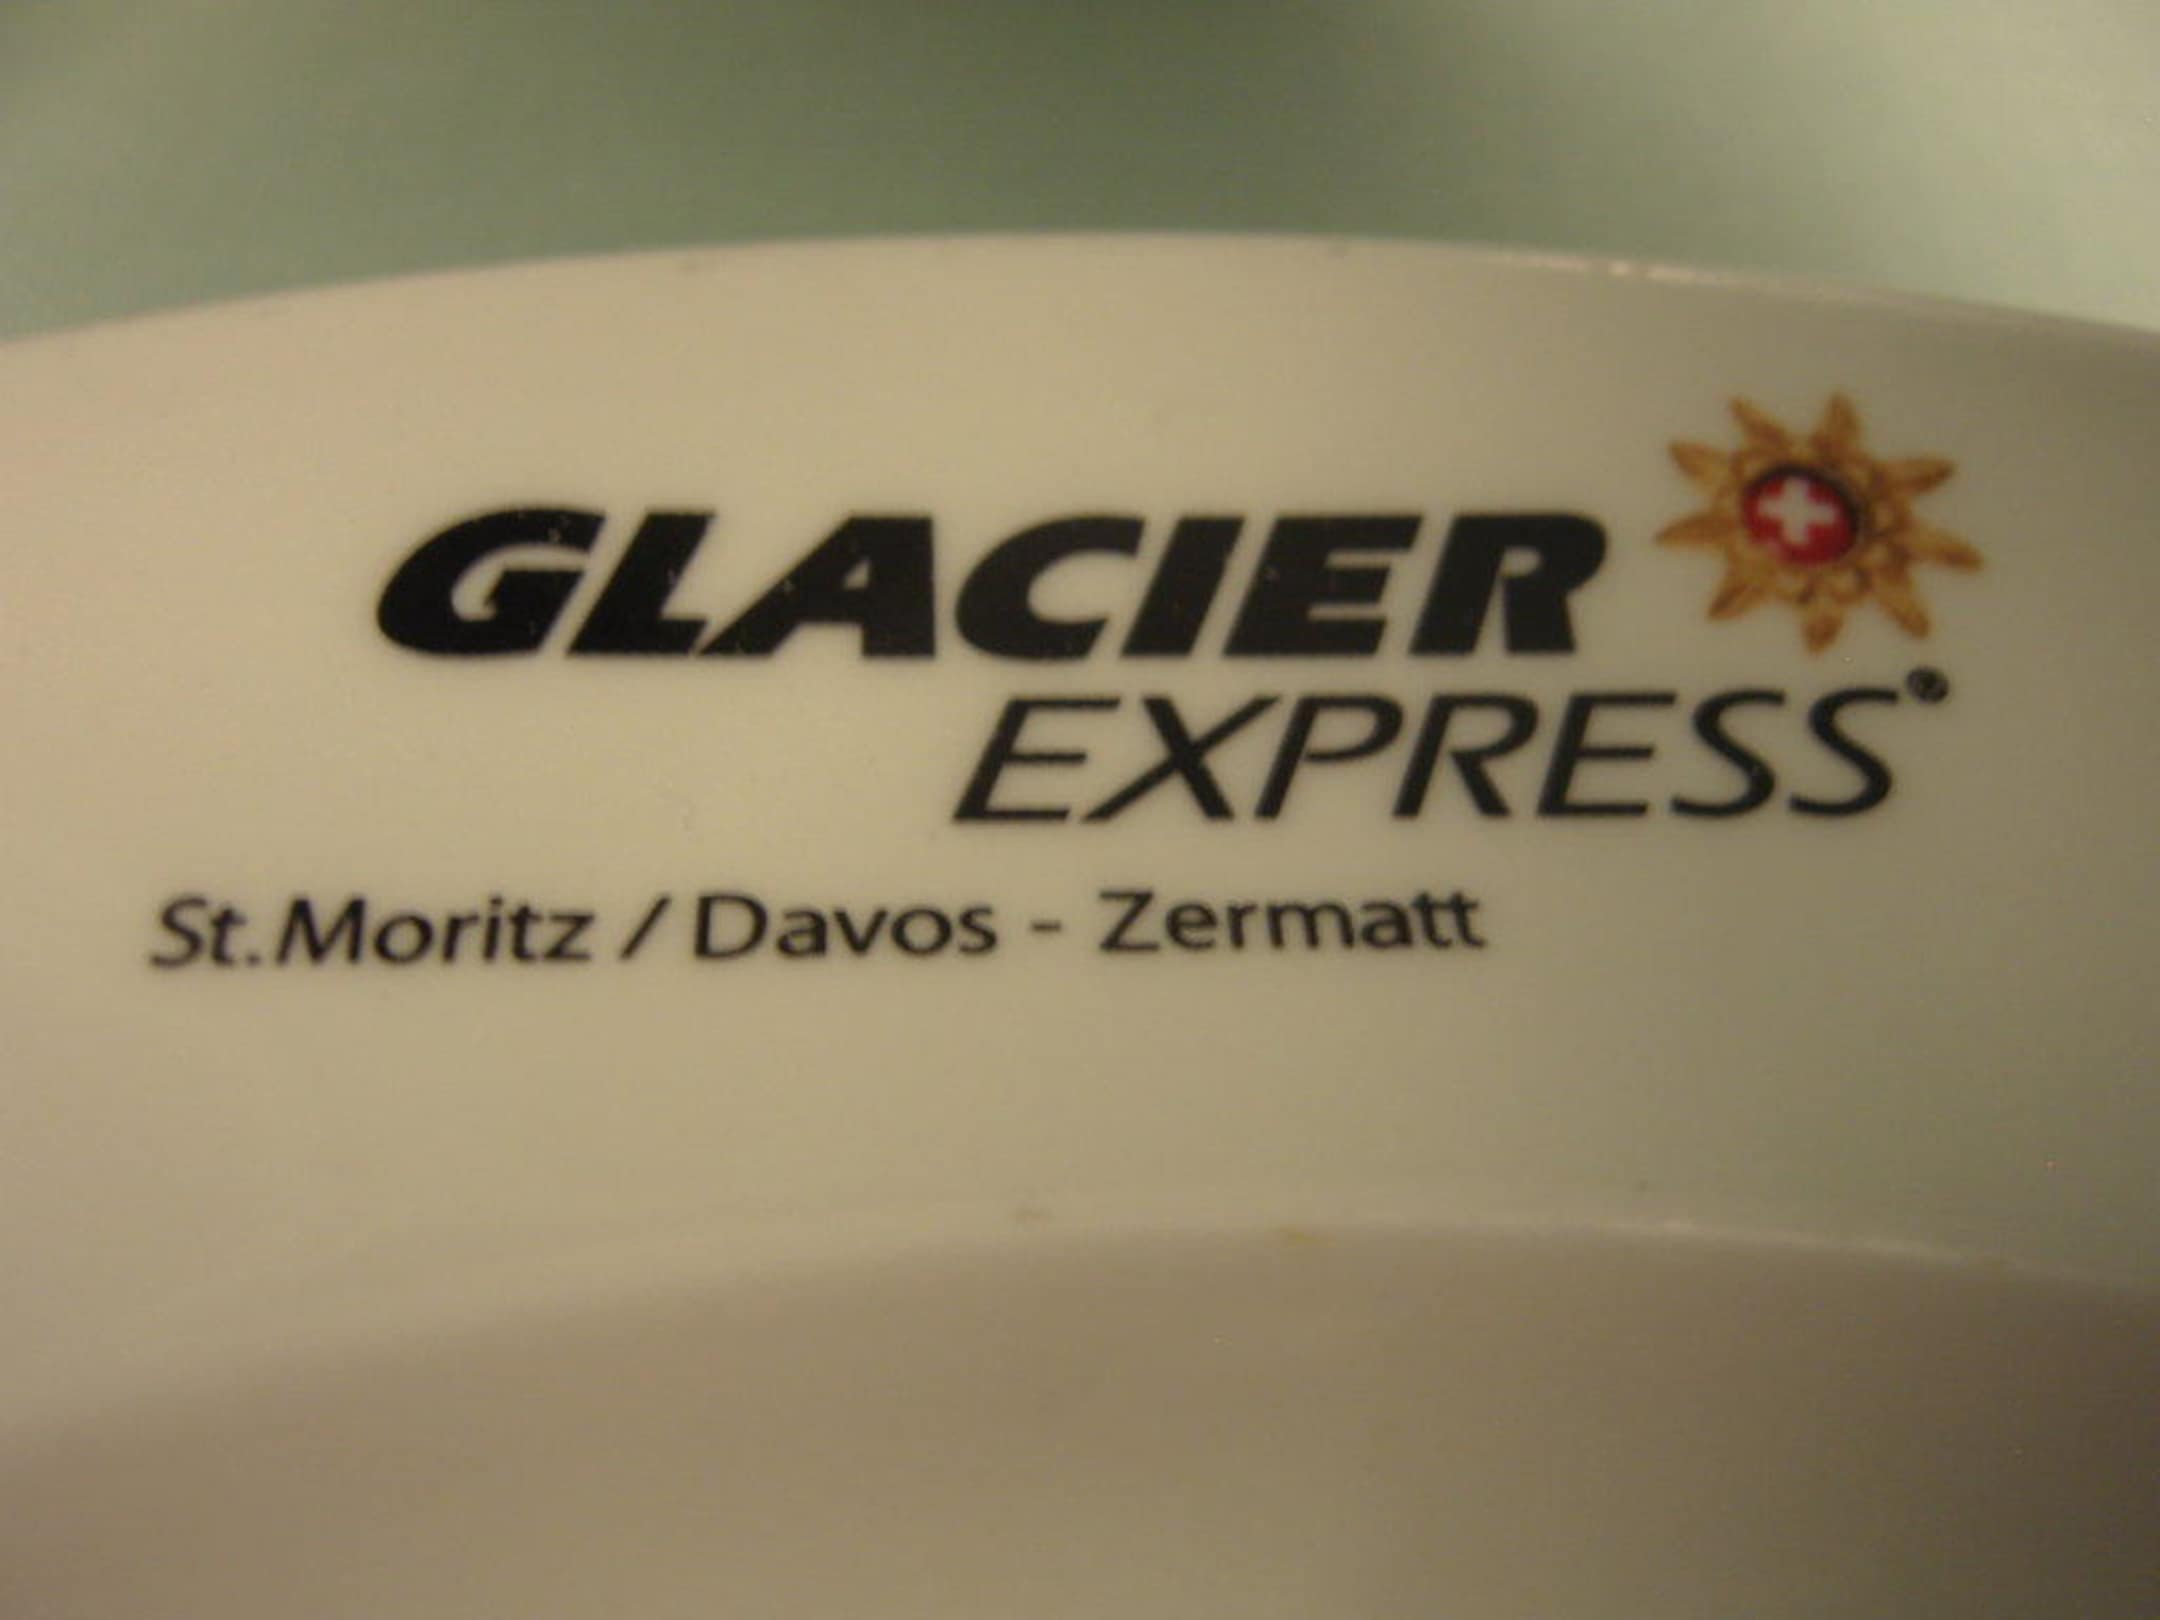 GLACIER
EXPRESS®
St. Moritz / Davos - Zermatt